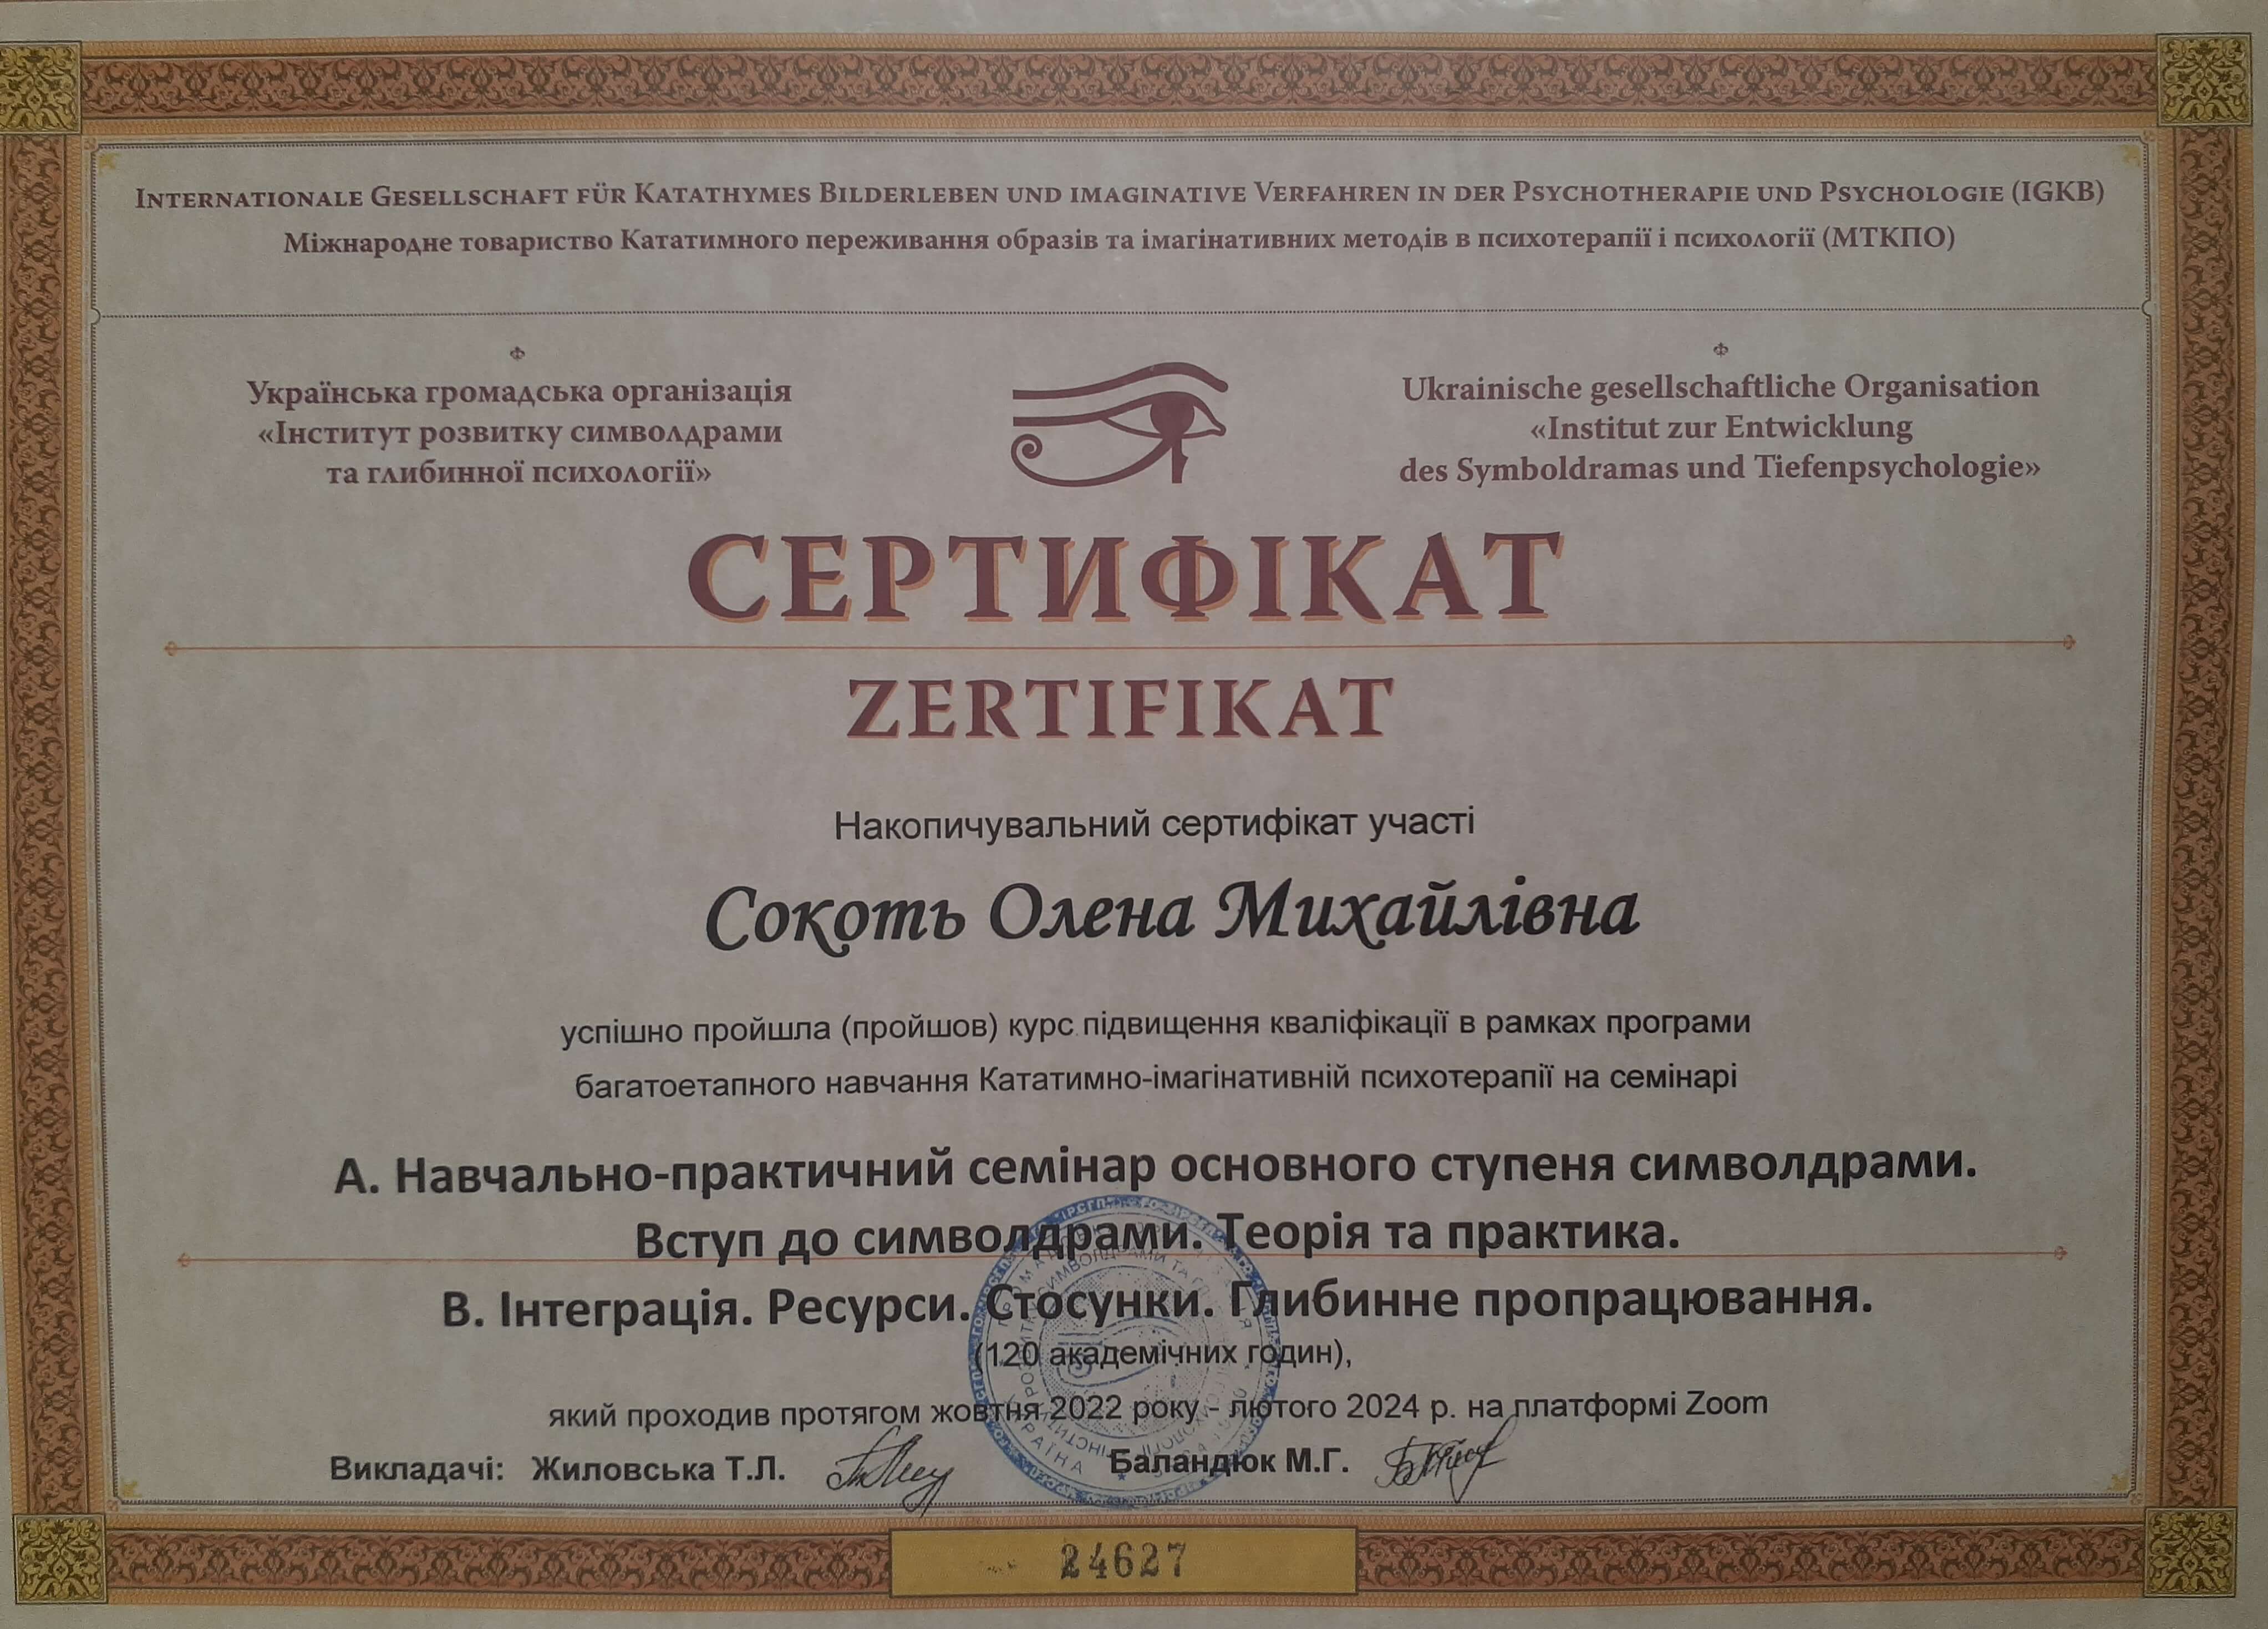 Internationale Gesellschaft für Katathymes Bilderleben und imaginative Verfahren in der Psychotherapie und Psychologie (IGKB)
Міжнародне товариство Кататимного переживання образів та імагінативних методів в психотерапії і психології (МТКПО)
Українська громадська організація
«Інститут розвитку символдрами
та глибинної психології»
Ukrainische gesellschaftliche Organisation
«Institut zur Entwicklung
des Symboldramas und Tiefenpsychologie»
СЕРТИФІКАТ
ZERTIFIKAT
Накопичувальний сертифікат участі
Сокоть Олена Михайлівна
успішно пройшла (пройшов) курс підвищення кваліфікації в рамках програми
багатоетапного навчання Кататимно-імагінативній психотерапії на семінарі
А. Навчально-практичний семінар основного ступеня символдрами.
Вступ до символдрами. Теорія та практика.
В. Інтеграція. Ресурси. Стосунки. Глибинне пропрацювання.
(120 академічних годин),
який проходив протягом жовтня 2022 року - лютого 2024 р. на платформі Zoom
Викладачі: Жиловська Т.Л. Баландюк М.Г.
24627